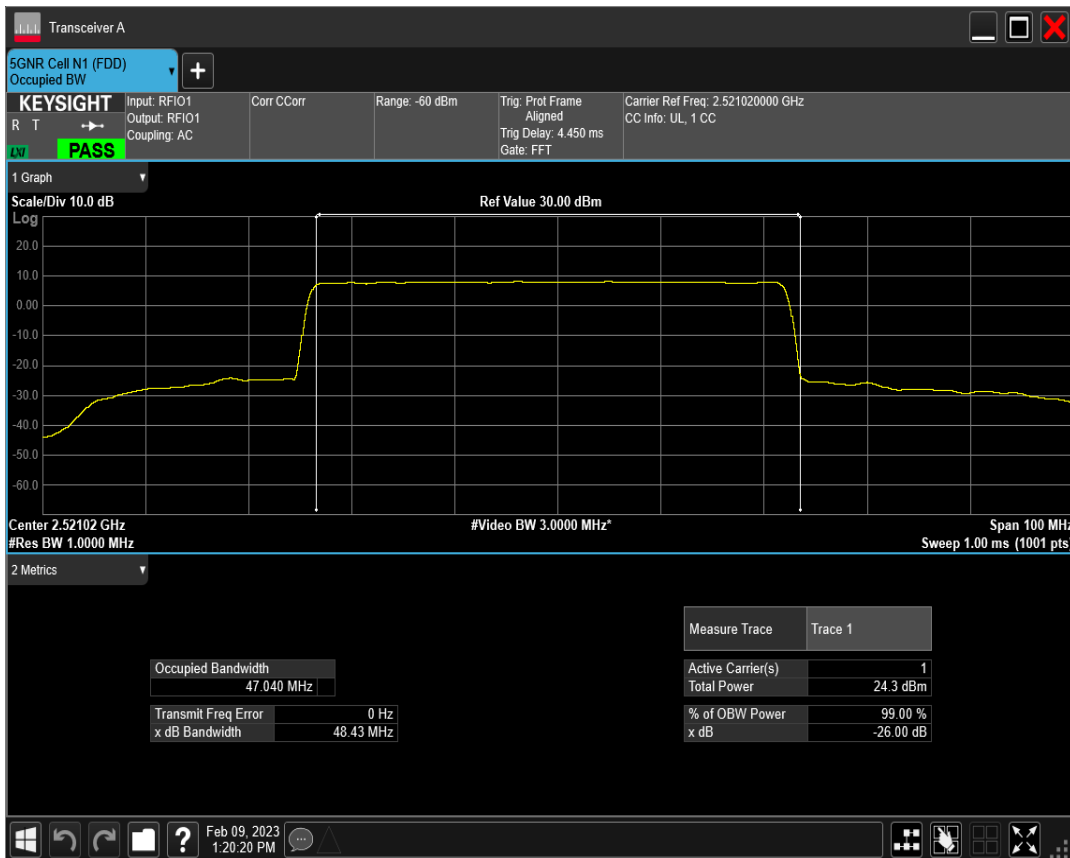 Transceiver A
5GNR Cell N1 (FDD)
Occupied BW
+
KEYSIGHT
R T
LXI
PASS
Input: RFIO1
Output: RFIO1
Coupling: AC
Corr CCorr
Range: -60 dBm
Trig: Prot Frame
Aligned
Trig Delay: 4.450 ms
Gate: FFT
Carrier Ref Freq: 2.521020000 GHz
CC Info: UL, 1 CC
1 Graph
Scale/Div 10.0 dB
Ref Value 30.00 dBm
Log
20.0
10.0
0.00
-10.0
-20.0
-30.0
-40.0
-50.0
-60.0
Center 2.52102 GHz
#Video BW 3.0000 MHz*
Span 100 MHz
#Res BW 1.0000 MHz
Sweep 1.00 ms (1001 pts)
2 Metrics
Measure Trace Trace 1
Occupied Bandwidth
47.040 MHz
Active Carrier(s) 1
Total Power 24.3 dBm
Transmit Freq Error 0 Hz
x dB Bandwidth 48.43 MHz
% of OBW Power 99.00 %
x dB -26.00 dB
?
Feb 09, 2023
1:20:20 PM